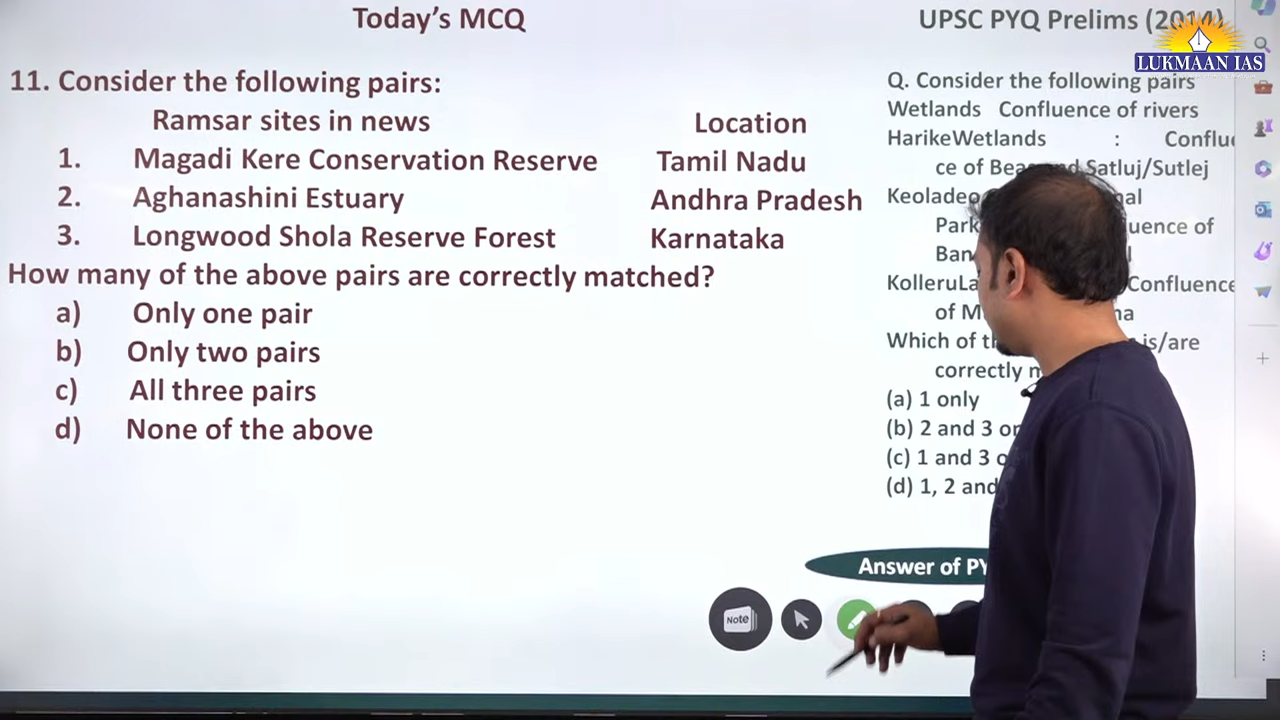 Today's MCQ
11. Consider the following pairs:
Ramsar sites in news Location
1. Magadi Kere Conservation Reserve Tamil Nadu
2. Aghanashini Estuary Andhra Pradesh
3. Longwood Shola Reserve Forest Karnataka
How many of the above pairs are correctly matched?
a) Only one pair
b) Only two pairs
c) All three pairs
d) None of the above
UPSC PYQ Prelims (2014)
LUKMAAN IAS
Q. Consider the following pairs
Wetlands Confluence of rivers
HarikeWetlands : Conflu
ce of Beas and Satluj/Sutlej
Keoladeo
Park
Ban
Confluence
of
Which of is/are
correctly
(a) 1 only
(b) 2 and 3
(c) 1 and 3
(d) 1, 2 and
Answer of
Note